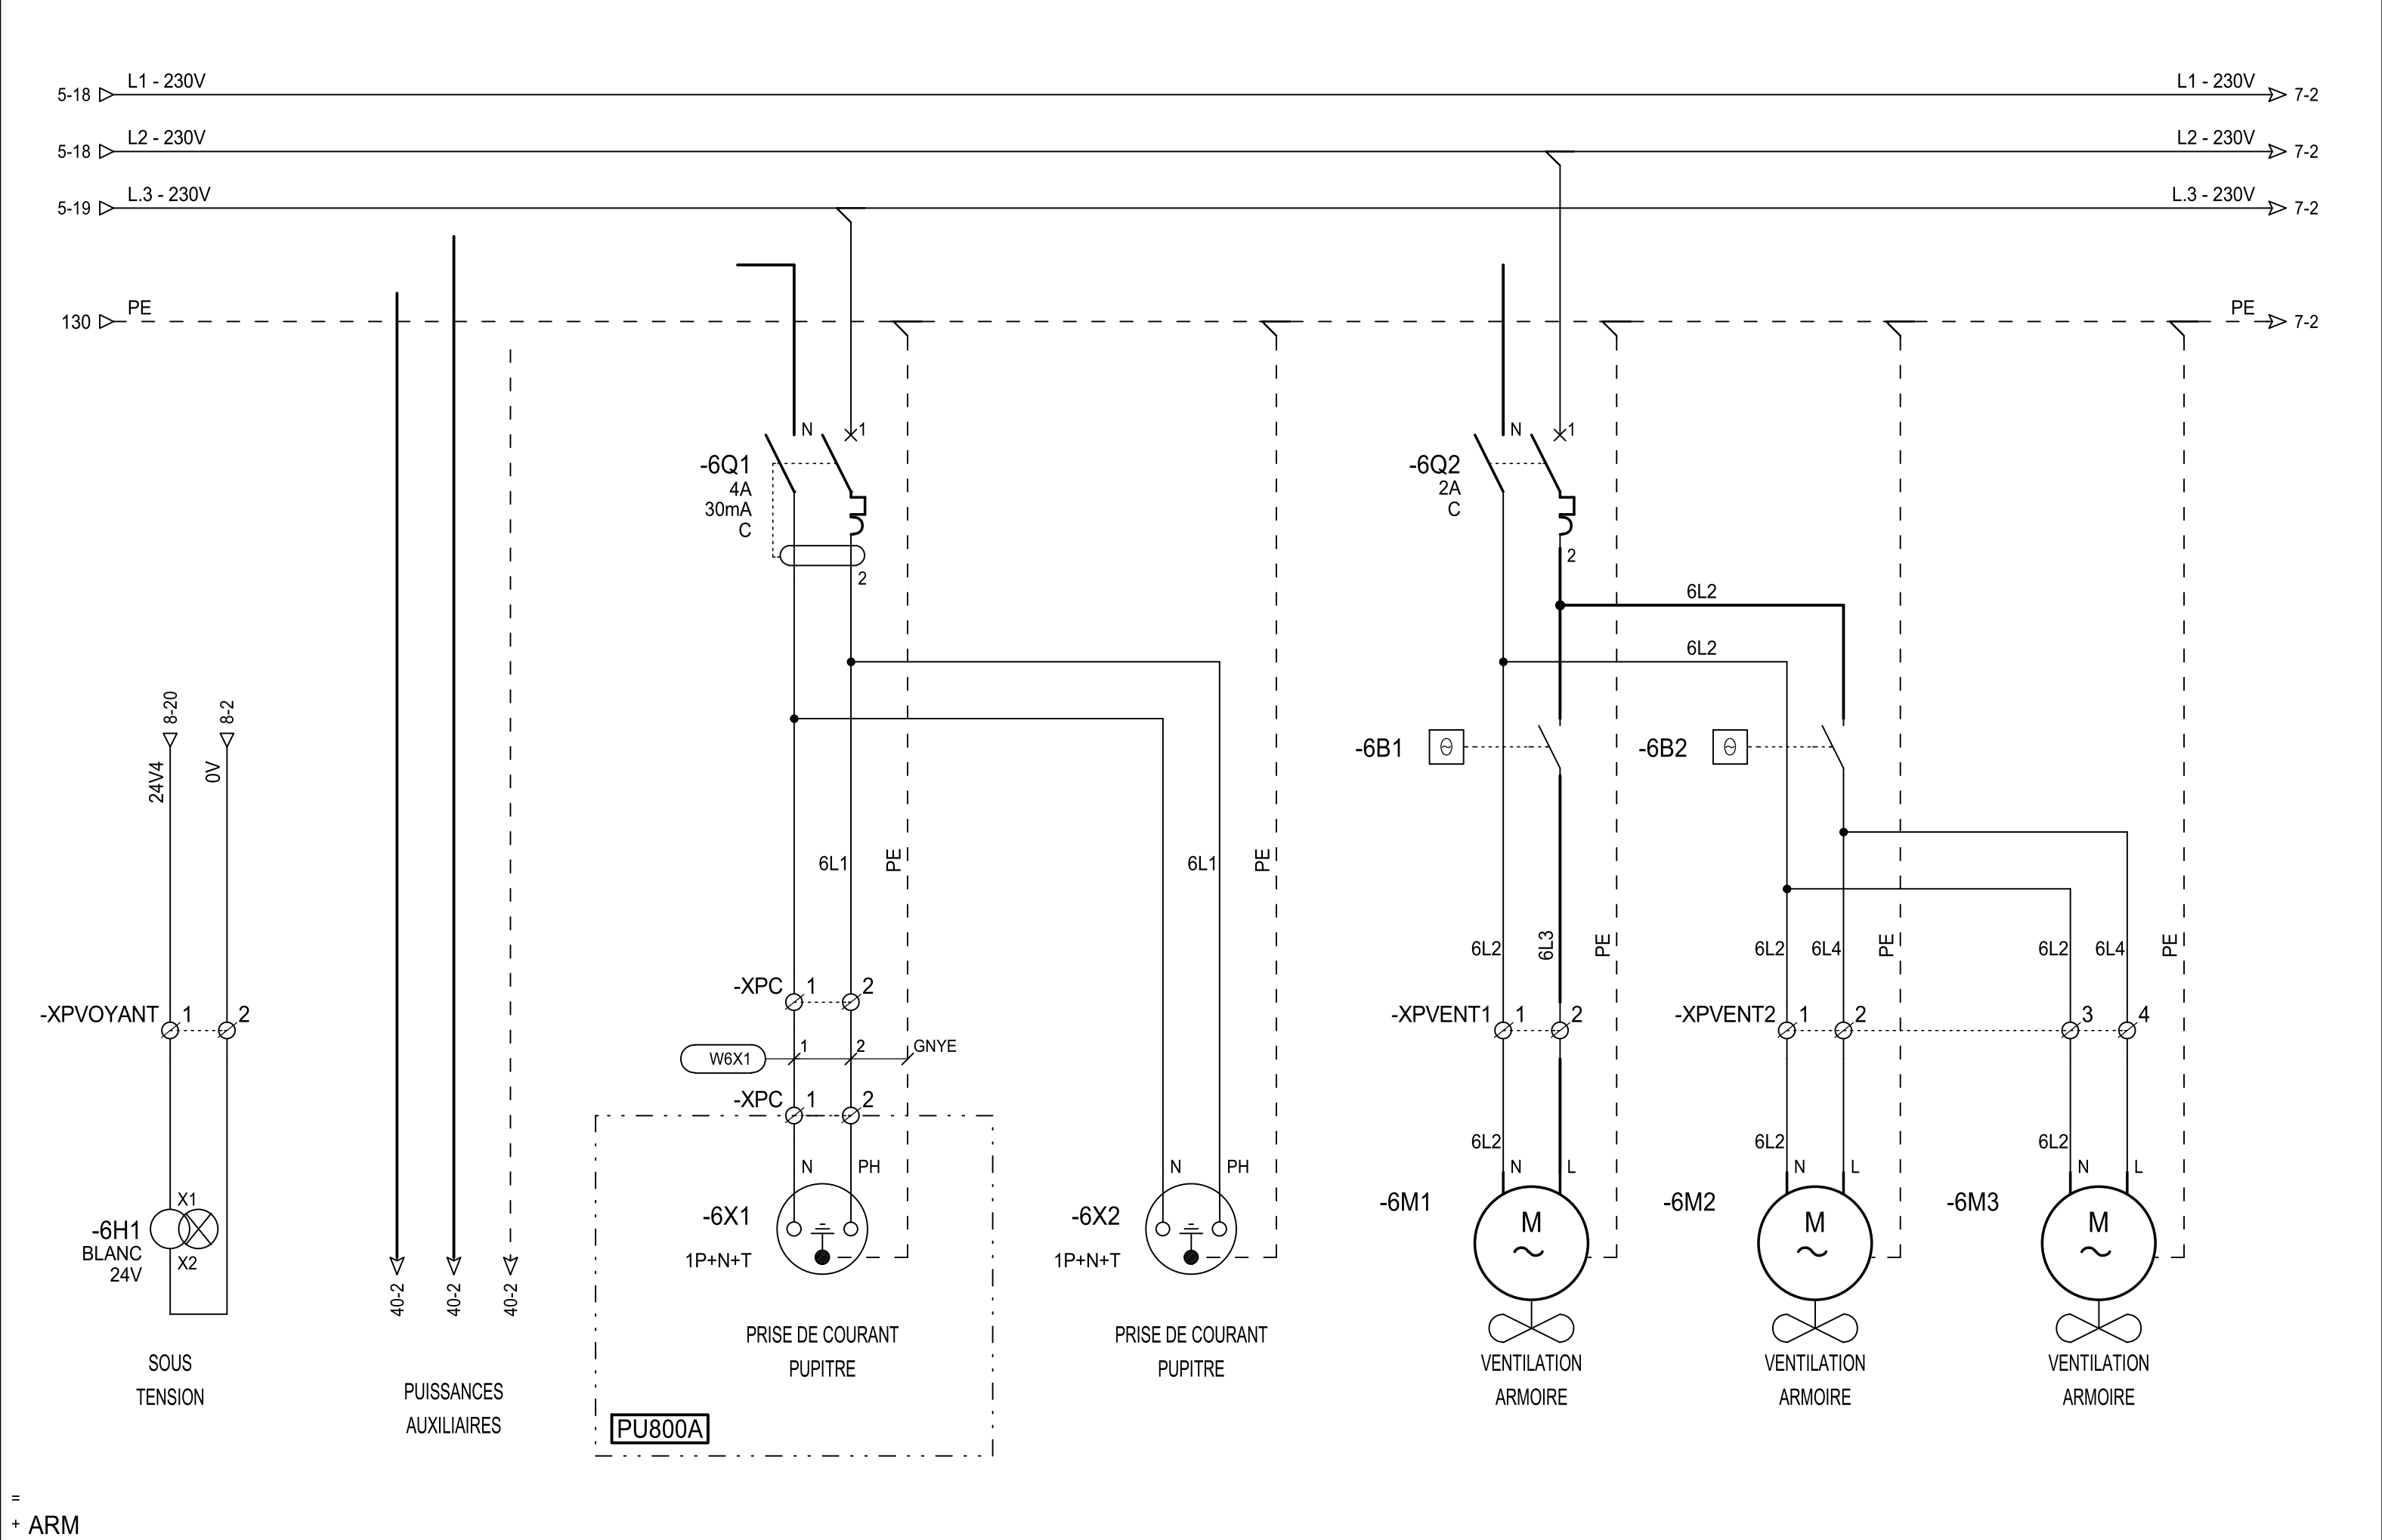 L1 - 230V
L1 - 230V
5-18
7-2
L2 - 230V
L2 - 230V
5-18
7-2
L.3 - 230V
L.3 - 230V
5-19
7-2
PE
PE
130
7-2
N
1
-6Q1
4A
30mA
C
2
N
1
-6Q2
2A
C
2
6L2
6L2
8-20
8-2
24V4
0V
-6B1
-6B2
6L1
PE
6L1
PE
6L2
6L3
PE
6L2
6L4
PE
6L2
6L4
PE
-XPC
1
2
-XPVOYANT
1
2
-XPVENT1
1
2
-XPVENT2
1
2
3
4
W6X1
1
2
GNYE
-XPC
1
2
6L2
6L2
6L2
N
PH
N
PH
N
L
N
L
N
L
X1
-6H1
BLANC
24V
X2
-6X1
1P+N+T
-6X2
1P+N+T
-6M1
M
-6M2
M
-6M3
M
40-2
40-2
40-2
SOUS
TENSION
PUISSANCES
AUXILIAIRES
PRISE DE COURANT
PUPITRE
PRISE DE COURANT
PUPITRE
VENTILATION
ARMOIRE
VENTILATION
ARMOIRE
VENTILATION
ARMOIRE
PU800A
=
+ ARM